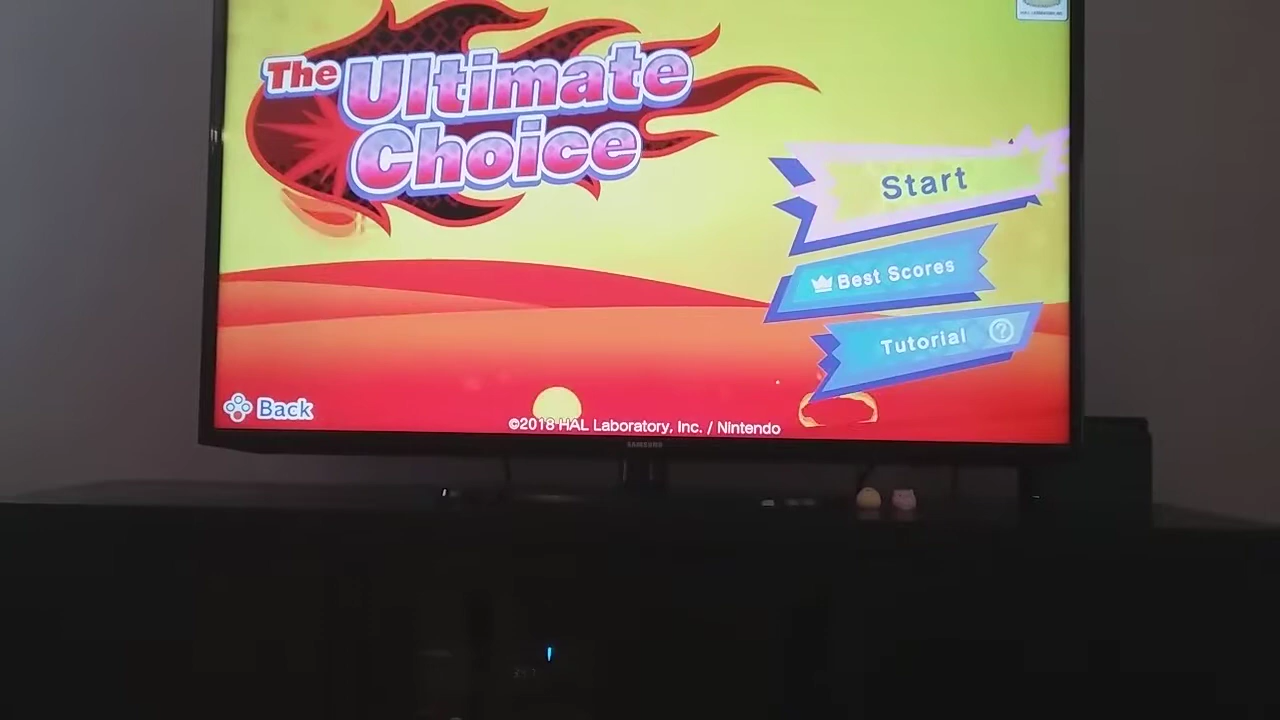 The Ultimate
Choice
Start
Best Scores
Tutorial ?
Back
©2018 HAL Laboratory, Inc. / Nintendo
SAMSUNG